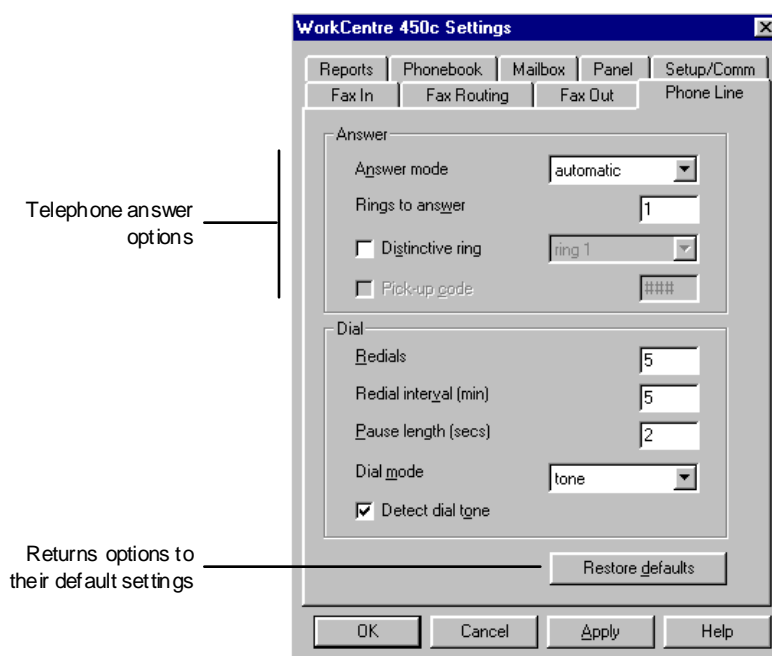 WorkCentre 450c Settings
Reports Phonebook Mailbox Panel Setup/Comm
Fax In Fax Routing Fax Out Phone Line
Answer
Answer mode automatic
Rings to answer 1
Distinctive ring ring 1
Pick-up code ###
Telephone answer
options
Dial
Redials 5
Redial interval (min) 5
Pause length (secs) 2
Dial mode tone
Detect dial tone
Returns options to
their default settings
Restore defaults
OK Cancel Apply Help